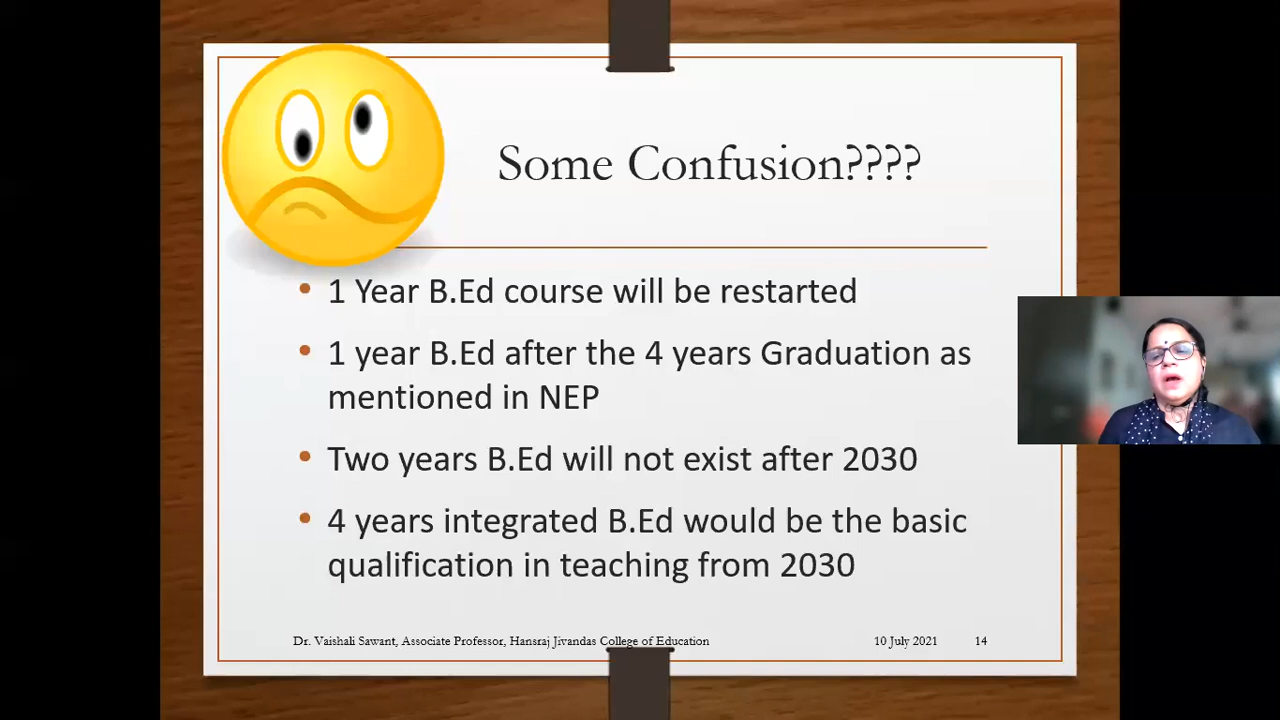 Some Confusion????
• 1 Year B.Ed course will be restarted
• 1 year B.Ed after the 4 years Graduation as
mentioned in NEP
• Two years B.Ed will not exist after 2030
• 4 years integrated B.Ed would be the basic
qualification in teaching from 2030
Dr. Vaishali Sawant, Associate Professor, Hansraj Jivandas College of Education 10 July 2021 14